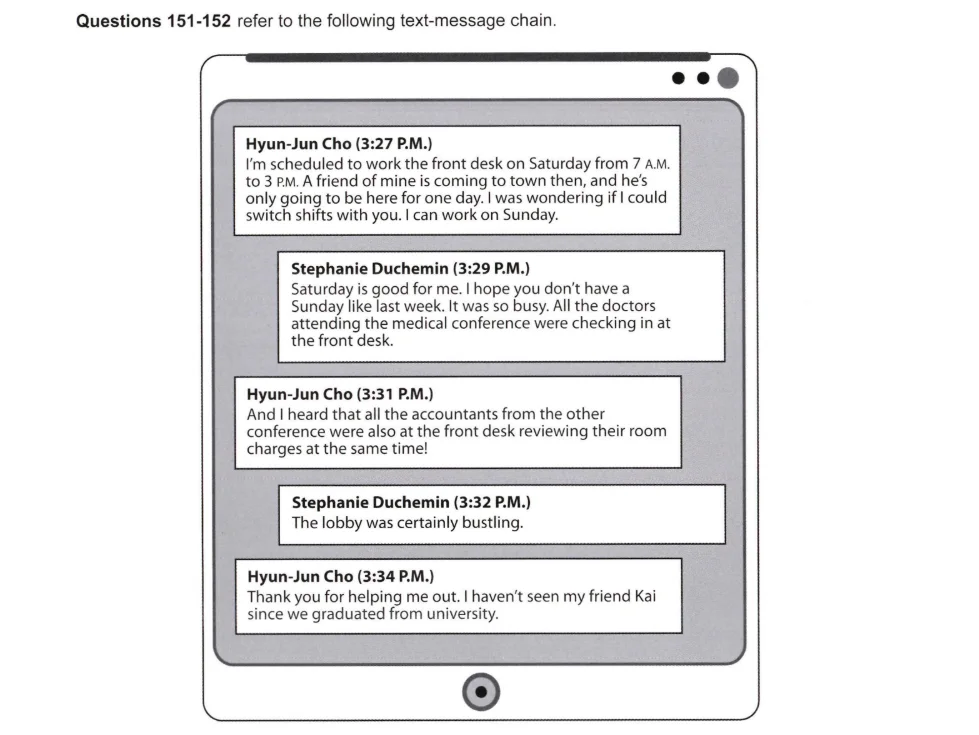 Questions 151-152 refer to the following text-message chain.
Hyun-Jun Cho (3:27 P.M.)
I'm scheduled to work the front desk on Saturday from 7 A.M.
to 3 P.M. A friend of mine is coming to town then, and he's
only going to be here for one day. I was wondering if I could
switch shifts with you. I can work on Sunday.
Stephanie Duchemin (3:29 P.M.)
Saturday is good for me. I hope you don't have a
Sunday like last week. It was so busy. All the doctors
attending the medical conference were checking in at
the front desk.
Hyun-Jun Cho (3:31 P.M.)
And I heard that all the accountants from the other
conference were also at the front desk reviewing their room
charges at the same time!
Stephanie Duchemin (3:32 P.M.)
The lobby was certainly bustling.
Hyun-Jun Cho (3:34 P.M.)
Thank you for helping me out. I haven't seen my friend Kai
since we graduated from university.